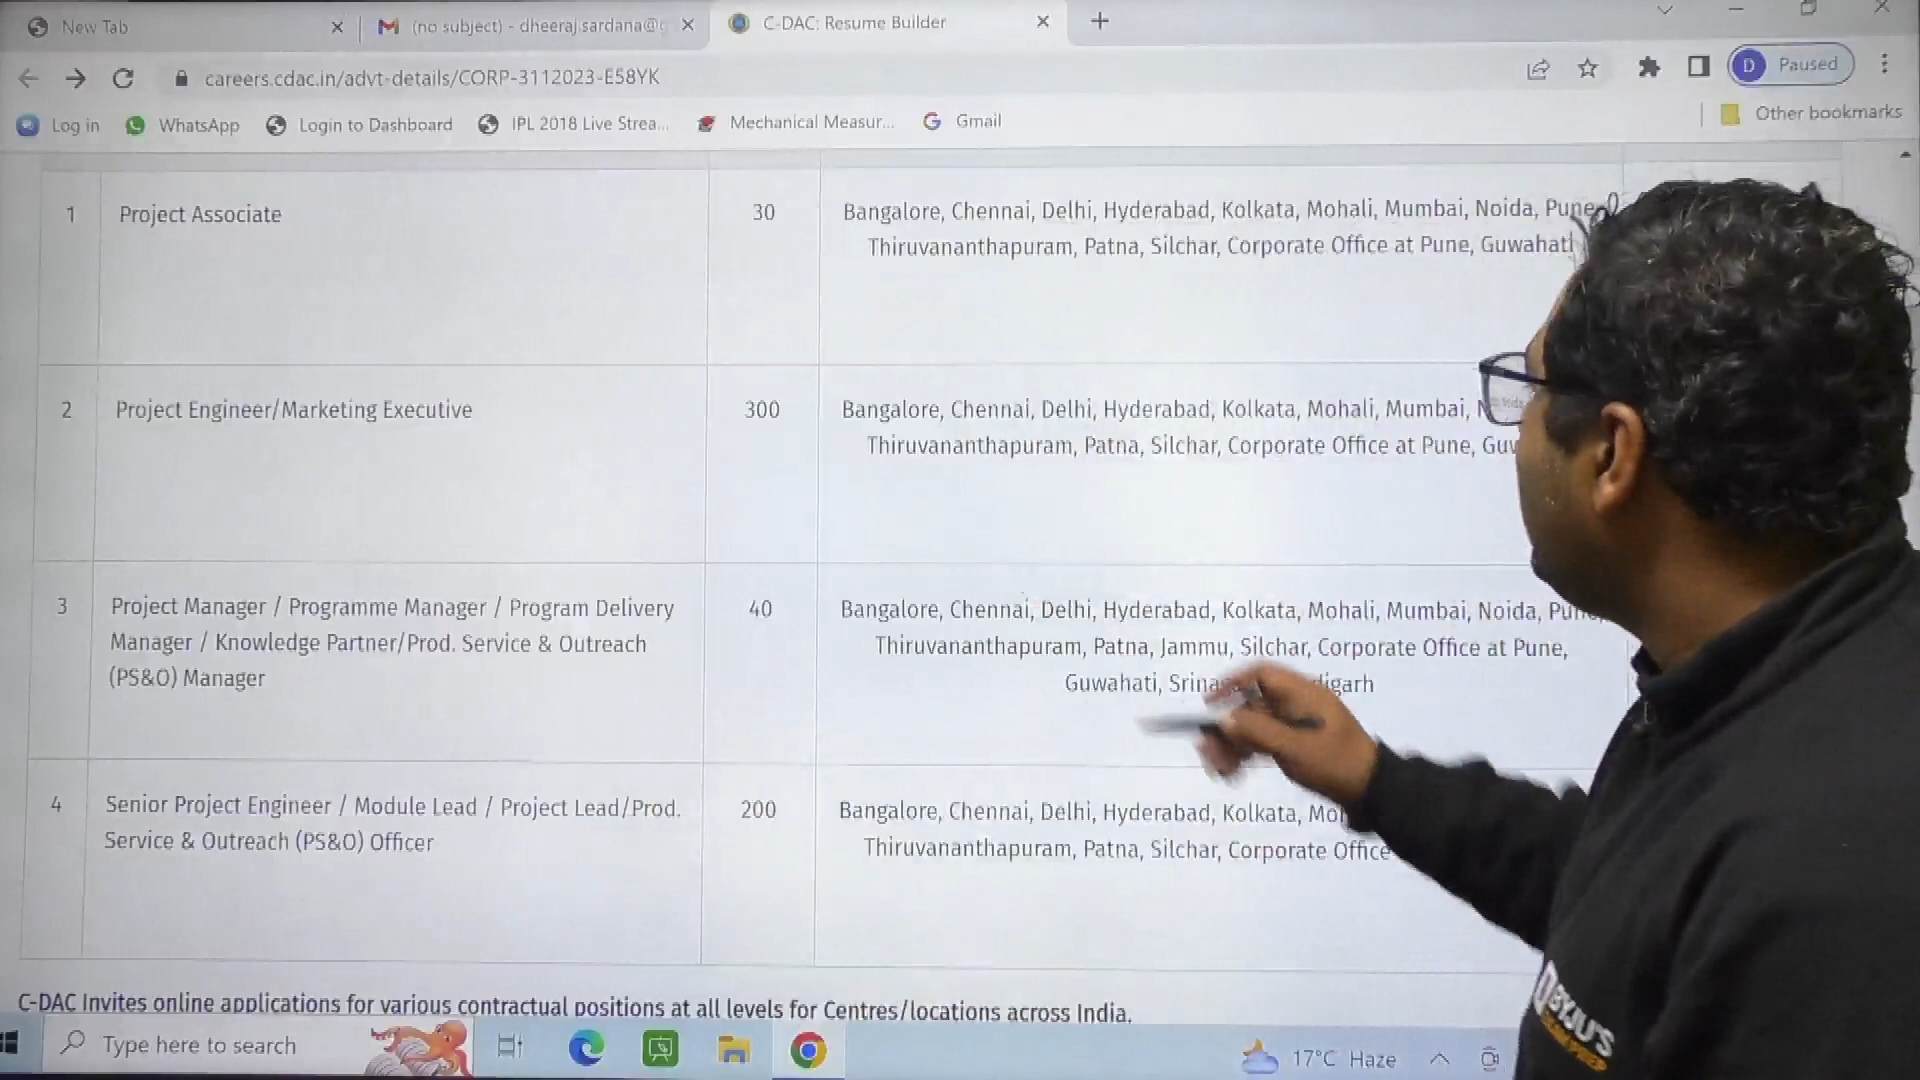 New Tab
(no subject) - dheeraj.sardana@g
C-DAC: Resume Builder
careers.cdac.in/advt-details/CORP-3112023-E58YK
D Paused
Log in WhatsApp Login to Dashboard IPL 2018 Live Strea... Mechanical Measur... Gmail Other bookmarks
1 Project Associate 30 Bangalore, Chennai, Delhi, Hyderabad, Kolkata, Mohali, Mumbai, Noida, Pune,
Thiruvananthapuram, Patna, Silchar, Corporate Office at Pune, Guwahati
2 Project Engineer/Marketing Executive 300 Bangalore, Chennai, Delhi, Hyderabad, Kolkata, Mohali, Mumbai,
Thiruvananthapuram, Patna, Silchar, Corporate Office at Pune,
3 Project Manager / Programme Manager / Program Delivery
Manager / Knowledge Partner/Prod. Service & Outreach
(PS&O) Manager
40 Bangalore, Chennai, Delhi, Hyderabad, Kolkata, Mohali, Mumbai, Noida,
Thiruvananthapuram, Patna, Jammu, Silchar, Corporate Office at Pune,
Guwahati,
4 Senior Project Engineer / Module Lead / Project Lead/Prod.
Service & Outreach (PS&O) Officer
200 Bangalore, Chennai, Delhi, Hyderabad, Kolkata,
Thiruvananthapuram, Patna, Silchar, Corporate Office
C-DAC Invites online applications for various contractual positions at all levels for Centres/locations across India.
Type here to search
17°C Haze
BYJU'S